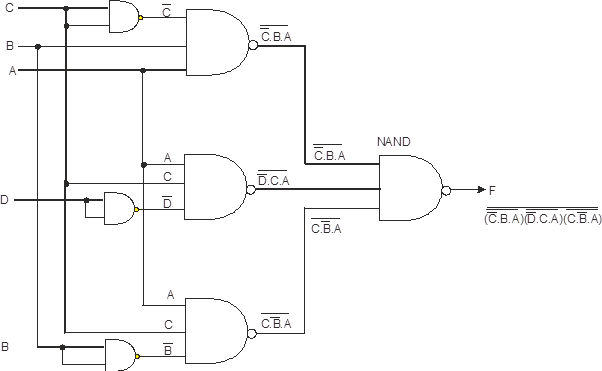 C
C̅
B
A
C̅.B.A
NAND
C̅.B.A
A
C
D̅
D
D̅.C.A
F
(C̅.B.A)(D̅.C.A)(C.B̅.A)
C.B̅.A
A
C
B̅
B
C.B̅.A